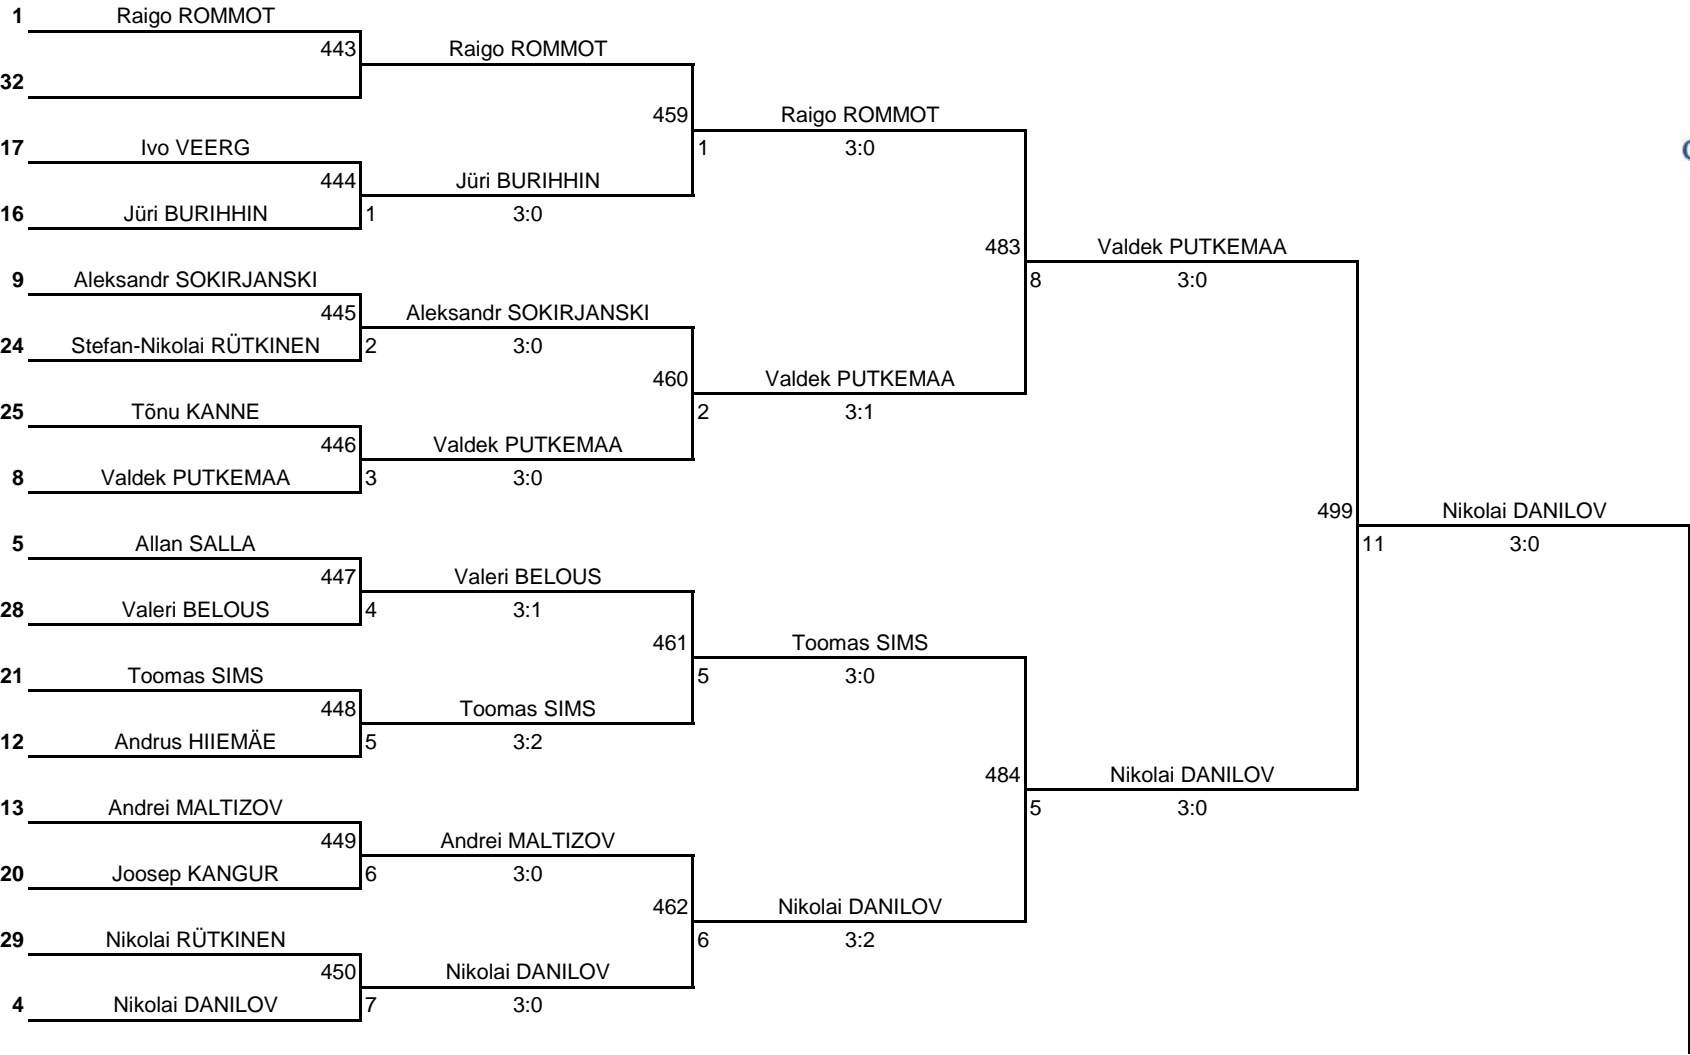 1 Raigo ROMMOT
443 Raigo ROMMOT
32
459 Raigo ROMMOT
17 Ivo VEERG 1 3:0
444 Jüri BURIHHIN
16 Jüri BURIHHIN 1 3:0
483 Valdek PUTKEMAA
9 Aleksandr SOKIRJANSKI 8 3:0
445 Aleksandr SOKIRJANSKI
24 Stefan-Nikolai RÜTKINEN 2 3:0
460 Valdek PUTKEMAA
25 Tõnu KANNE 2 3:1
446 Valdek PUTKEMAA
8 Valdek PUTKEMAA 3 3:0
499 Nikolai DANILOV
5 Allan SALLA 11 3:0
447 Valeri BELOUS
28 Valeri BELOUS 4 3:1
461 Toomas SIMS
21 Toomas SIMS 5 3:0
448 Toomas SIMS
12 Andrus HIIEMÄE 5 3:2
484 Nikolai DANILOV
13 Andrei MALTIZOV 5 3:0
449 Andrei MALTIZOV
20 Joosep KANGUR 6 3:0
462 Nikolai DANILOV
29 Nikolai RÜTKINEN 6 3:2
450 Nikolai DANILOV
4 Nikolai DANILOV 7 3:0